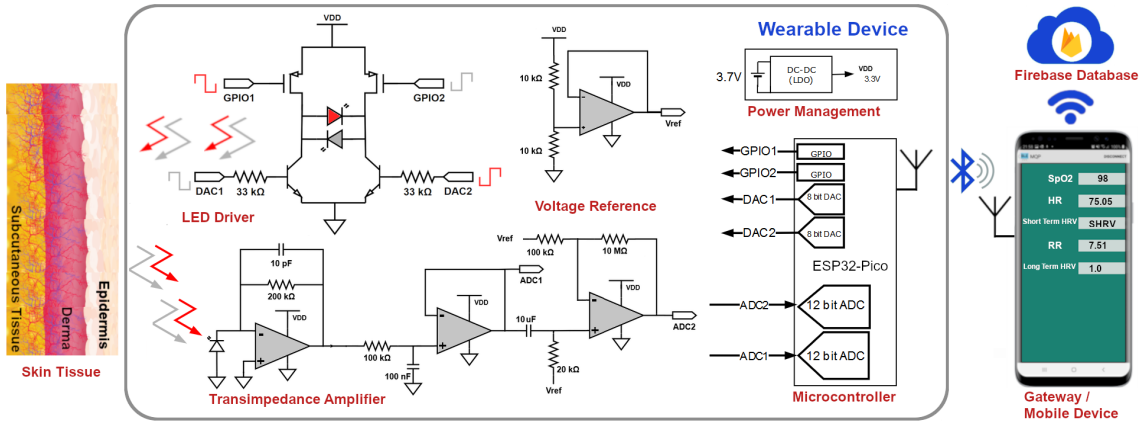 Subcutaneous Tissue
Derma
Epidermis
Skin Tissue
VDD
GPIO1
GPIO2
DAC1
33 kΩ
33 kΩ
DAC2
LED Driver
VDD
10 kΩ
VDD
Vref
10 kΩ
Voltage Reference
Wearable Device
3.7V
DC-DC
(LDO)
VDD
3.3V
Power Management
GPIO1
GPIO
GPIO2
GPIO
DAC1
8 bit DAC
DAC2
8 bit DAC
ESP32-Pico
ADC2
12 bit ADC
ADC1
12 bit ADC
Microcontroller
10 pF
200 kΩ
VDD
-
+
100 kΩ
100 nF
-
+
VDD
ADC1
10uF
20 kΩ
Vref
Vref
100 kΩ
10 MΩ
-
+
VDD
ADC2
Transimpedance Amplifier
Firebase Database
SpO2
98
HR
75.05
Short Term HRV
SHRV
RR
7.51
Long Term HRV
1.0
Gateway /
Mobile Device